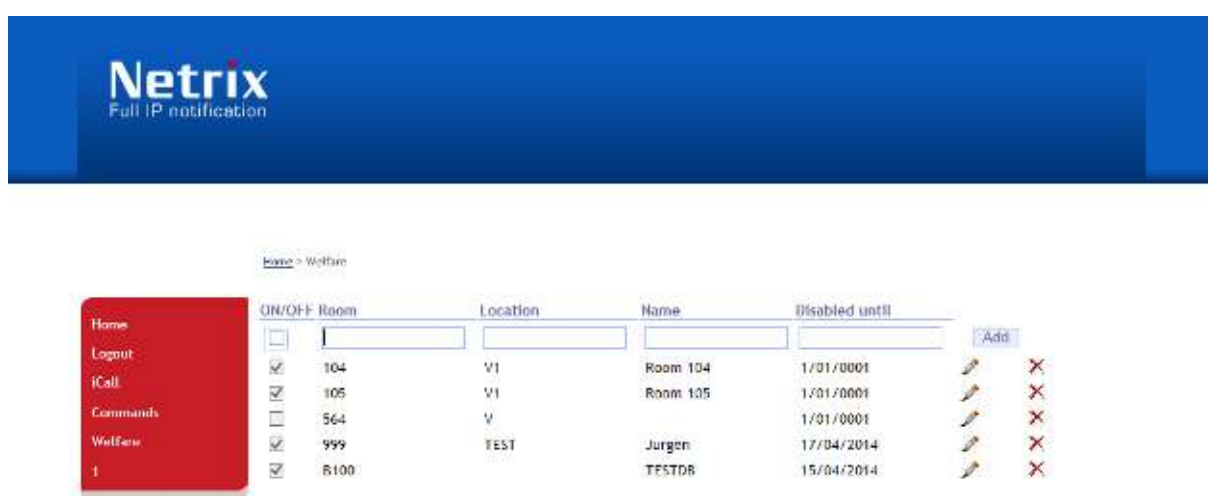 Netrix
Full IP notification
Home > Welfare
Home
Logout
iCall
Commands
Welfare
1
ON/OFF Room Location Name Disabled until
Add
104 V1 Room 104 1/01/0001
105 V1 Room 105 1/01/0001
564 V 1/01/0001
999 TEST Jurgen 17/04/2014
B100 TESTDB 15/04/2014